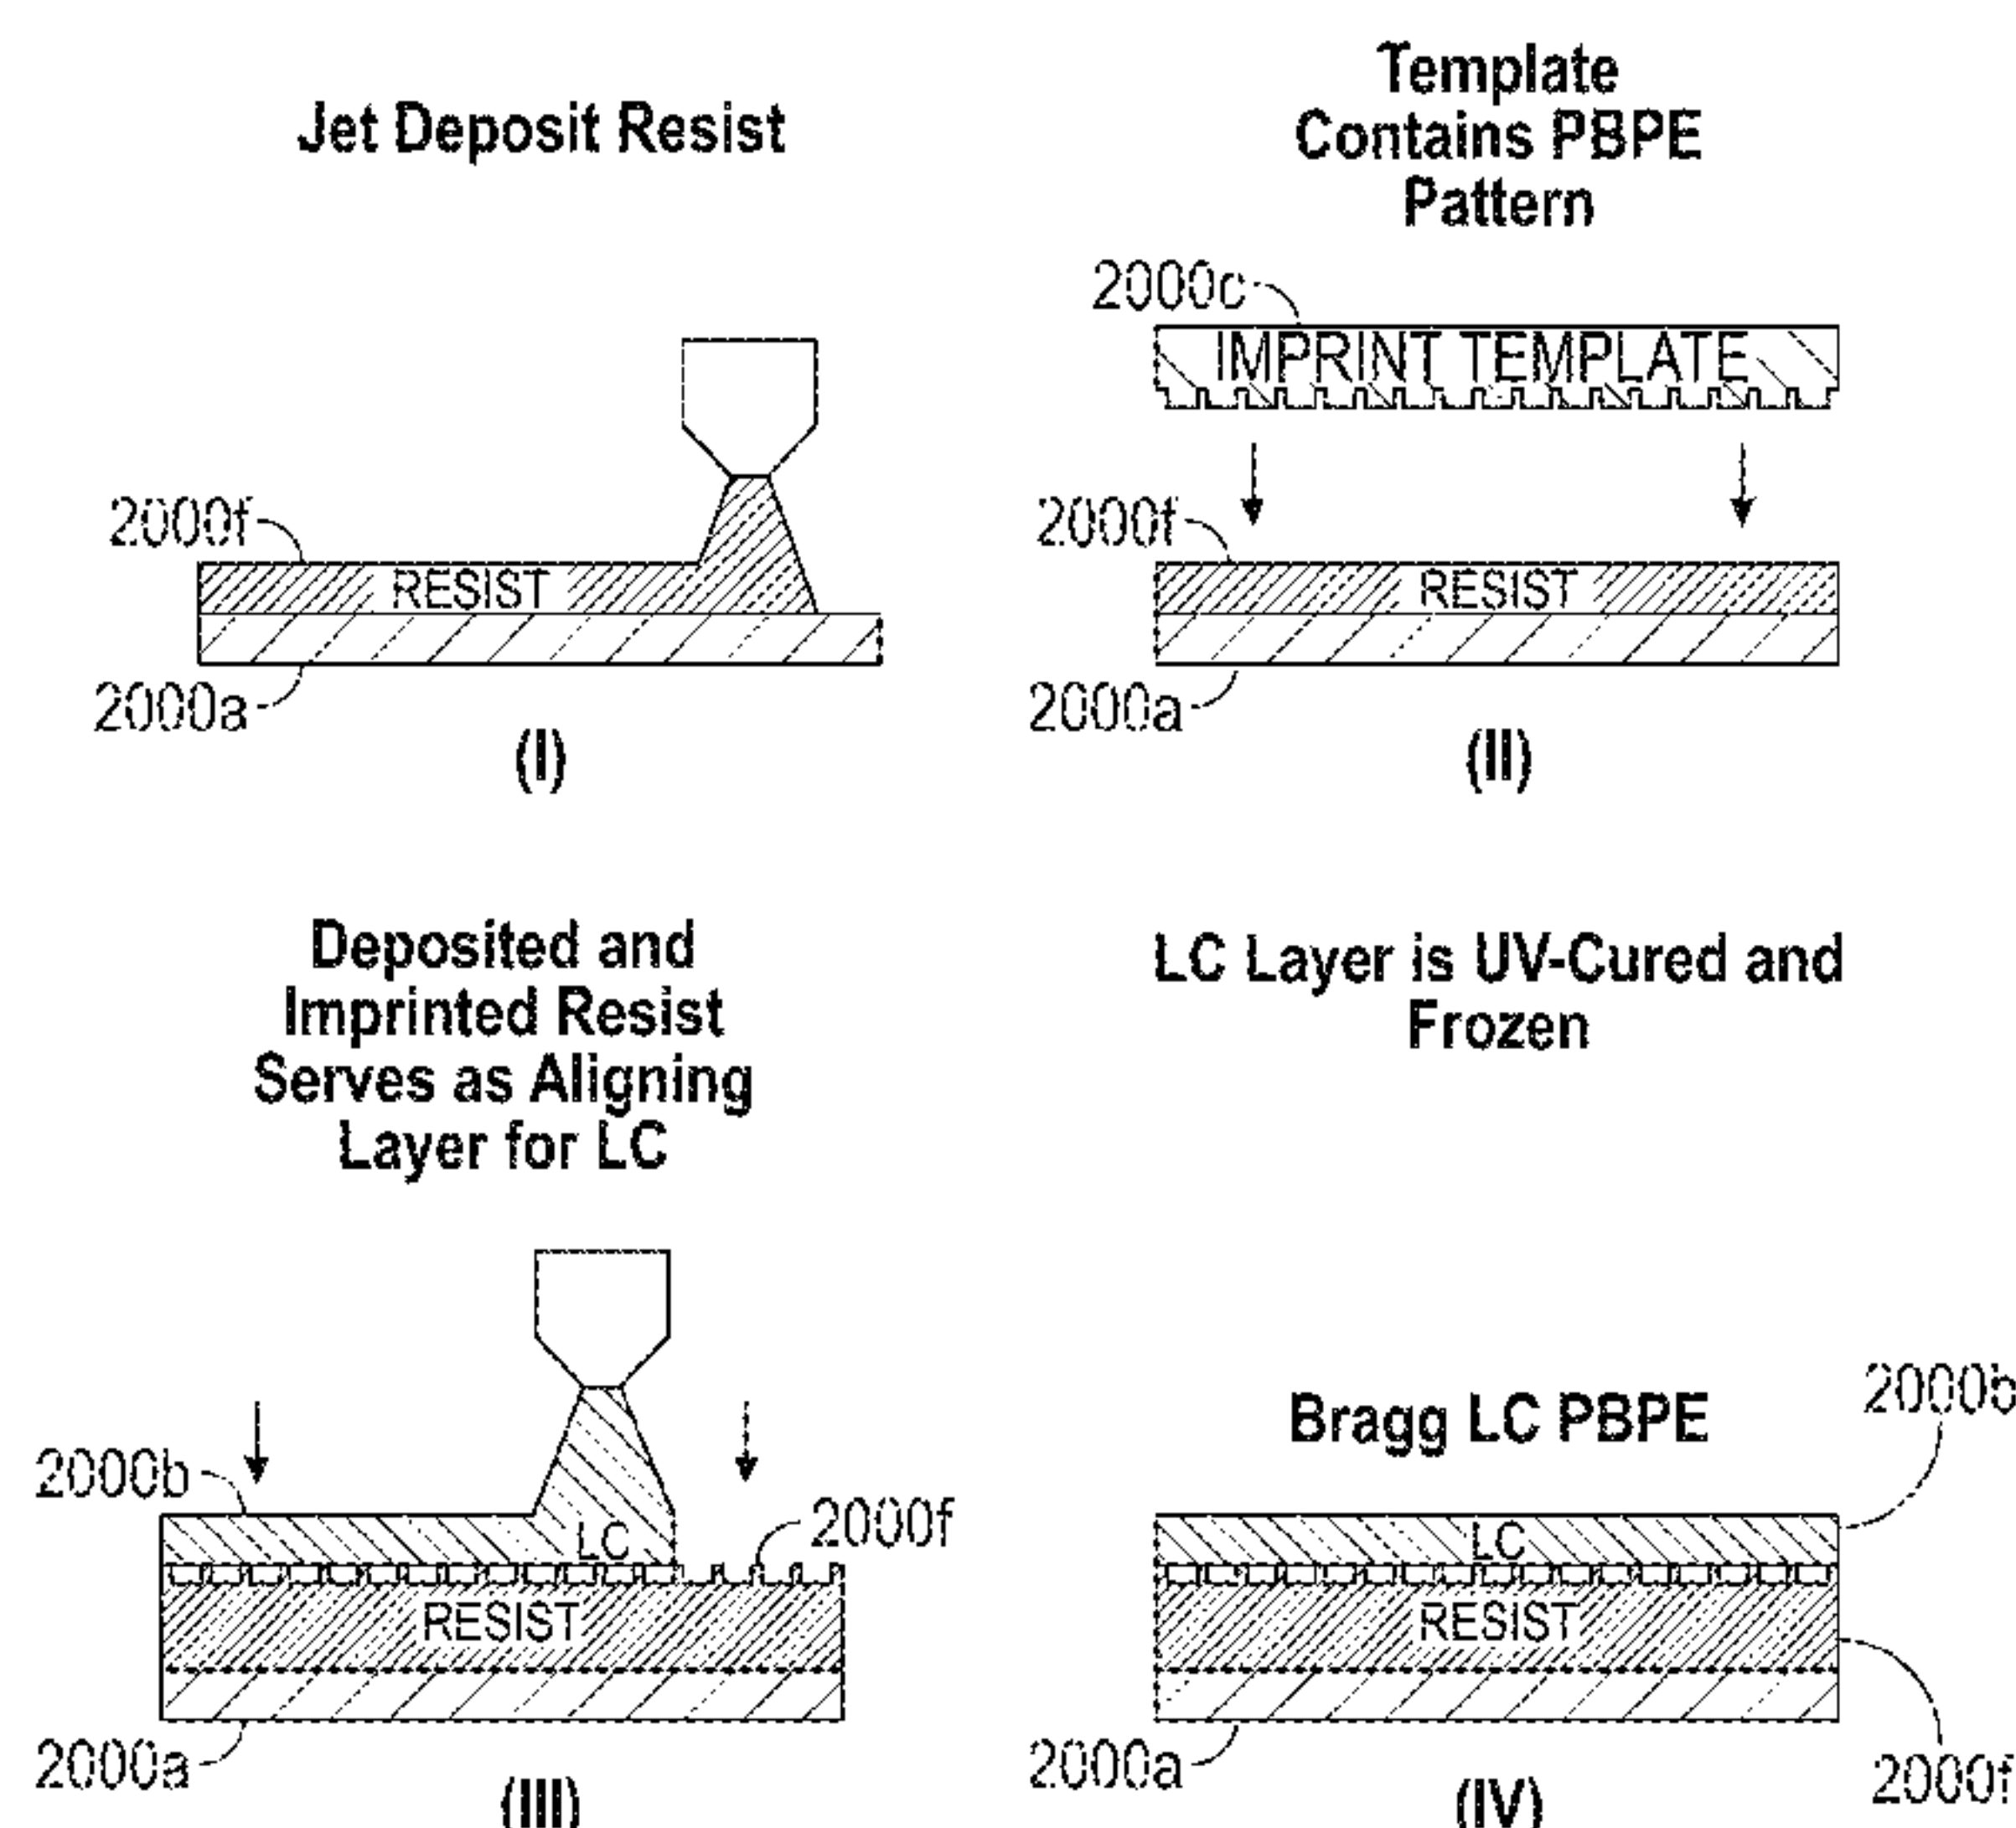 Jet Deposit Resist
2000f
RESIST
2000a
(I)
Template
Contains PBPE
Pattern
2000c
IMPRINT TEMPLATE
2000f
RESIST
2000a
(II)
Deposited and
Imprinted Resist
Serves as Aligning
Layer for LC
2000b
LC
2000f
RESIST
2000a
(III)
LC Layer is UV-Cured and
Frozen
Bragg LC PBPE
2000b
LC
RESIST
2000a
2000f
(IV)